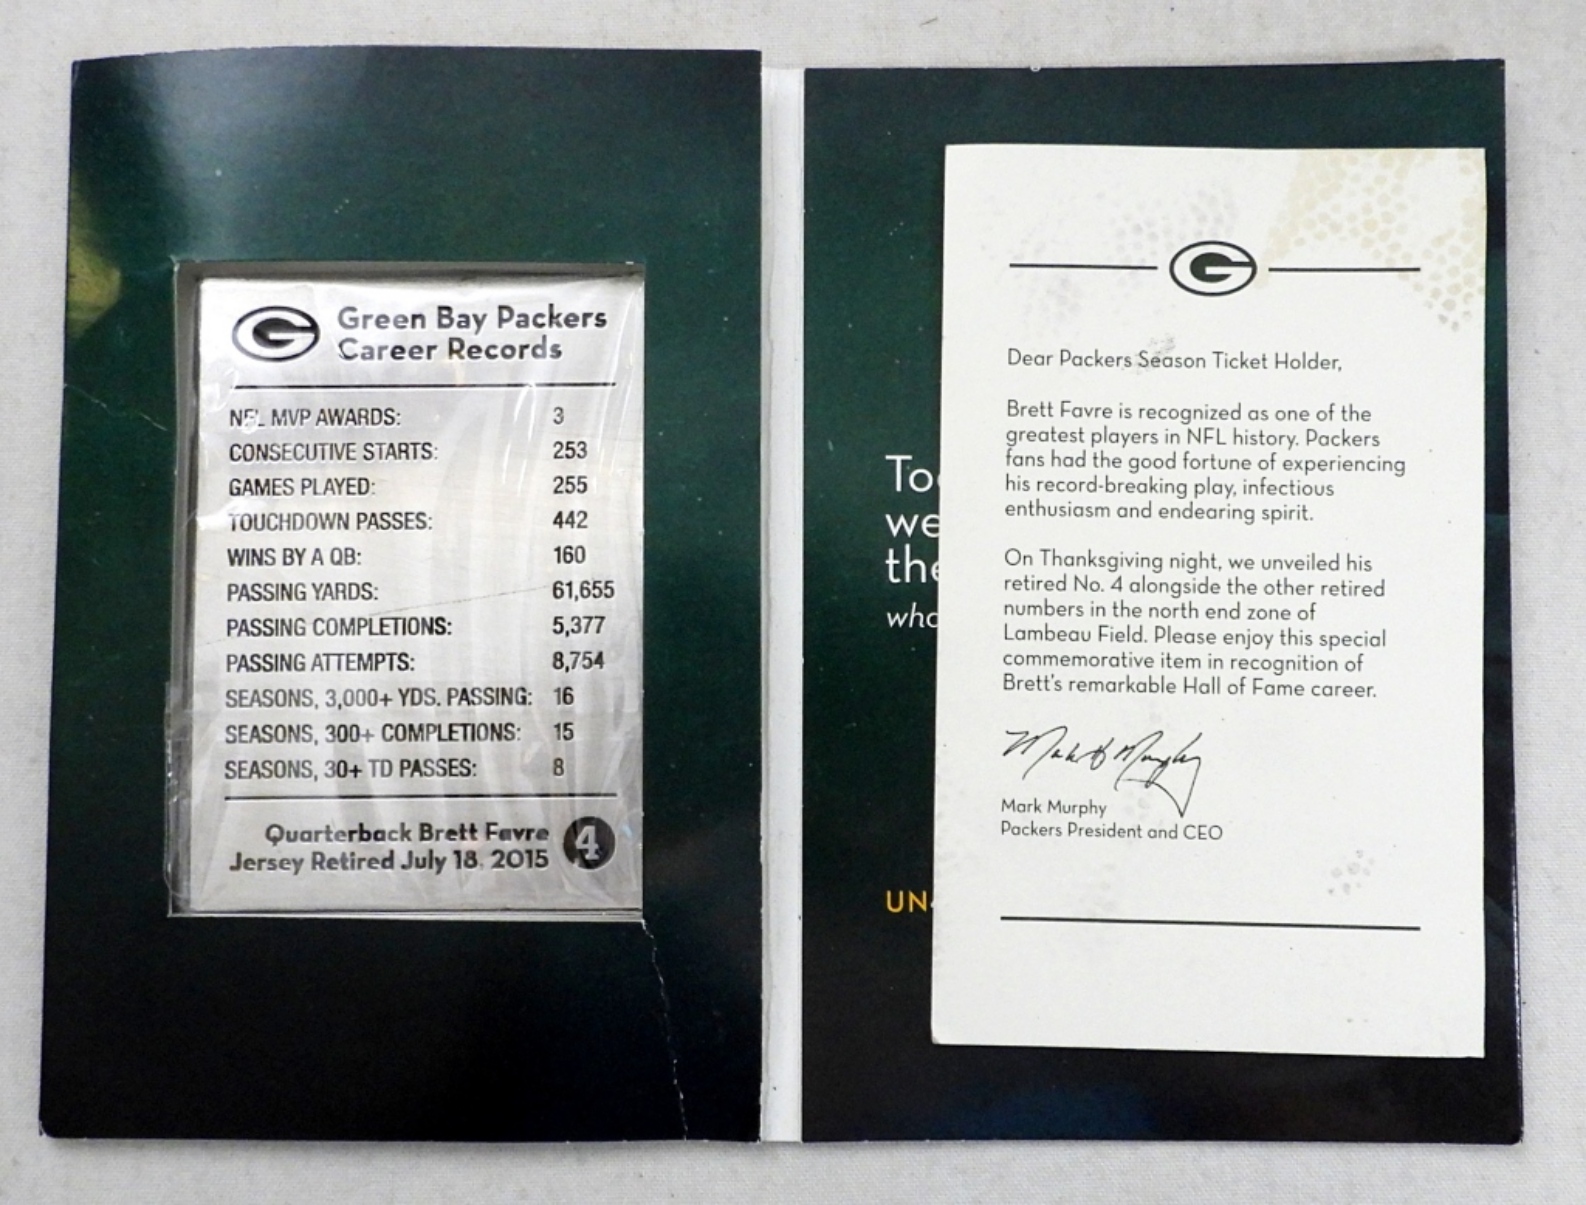 Green Bay Packers
Career Records
NFL MVP AWARDS: 3
CONSECUTIVE STARTS: 253
GAMES PLAYED: 255
TOUCHDOWN PASSES: 442
WINS BY A QB: 160
PASSING YARDS: 61,655
PASSING COMPLETIONS: 5,377
PASSING ATTEMPTS: 8,754
SEASONS, 3,000+ YDS. PASSING: 16
SEASONS, 300+ COMPLETIONS: 15
SEASONS, 30+ TD PASSES: 8
Quarterback Brett Favre
Jersey Retired July 18, 2015
4
we
G
Dear Packers Season Ticket Holder,
Brett Favre is recognized as one of the
greatest players in NFL history. Packers
fans had the good fortune of experiencing
his record-breaking play, infectious
enthusiasm and endearing spirit.
On Thanksgiving night, we unveiled his
retired No. 4 alongside the other retired
numbers in the north end zone of
Lambeau Field. Please enjoy this special
commemorative item in recognition of
Brett's remarkable Hall of Fame career.
Mark H Murphy
Mark Murphy
Packers President and CEO